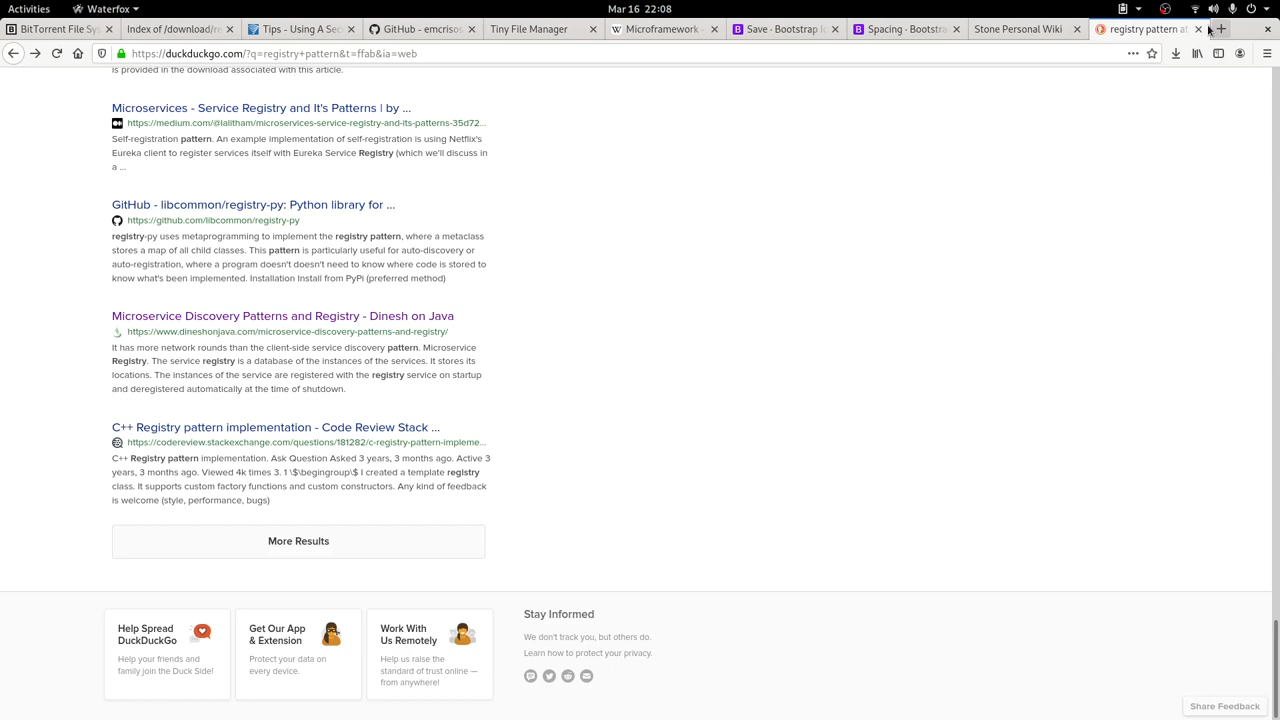 Activities
Waterfox
Mar 16 22:08
BitTorrent File Sys
Index of /download/re
Tips - Using A Sec
GitHub - emcrisos
Tiny File Manager
Microframework -
Save · Bootstrap Ic
Spacing · Bootstra
Stone Personal Wiki
registry pattern at
https://duckduckgo.com/?q=registry+pattern&t=ffab&ia=web
is provided in the download associated with this article.
Microservices - Service Registry and It's Patterns | by ...
https://medium.com/@lalitham/microservices-service-registry-and-its-patterns-35d72...
Self-registration pattern. An example implementation of self-registration is using Netflix's
Eureka client to register services itself with Eureka Service Registry (which we'll discuss in
a ...
GitHub - libcommon/registry-py: Python library for ...
https://github.com/libcommon/registry-py
registry-py uses metaprogramming to implement the registry pattern, where a metaclass
stores a map of all child classes. This pattern is particularly useful for auto-discovery or
auto-registration, where a program doesn't doesn't need to know where code is stored to
know what's been implemented. Installation Install from PyPi (preferred method)
Microservice Discovery Patterns and Registry - Dinesh on Java
https://www.dineshonjava.com/microservice-discovery-patterns-and-registry/
It has more network rounds than the client-side service discovery pattern. Microservice
Registry. The service registry is a database of the instances of the services. It stores its
locations. The instances of the service are registered with the registry service on startup
and deregistered automatically at the time of shutdown.
C++ Registry pattern implementation - Code Review Stack ...
https://codereview.stackexchange.com/questions/181282/c-registry-pattern-impleme...
C++ Registry pattern implementation. Ask Question Asked 3 years, 3 months ago. Active 3
years, 3 months ago. Viewed 4k times 3. 1 \$\begingroup\$ I created a template registry
class. It supports custom factory functions and custom constructors. Any kind of feedback
is welcome (style, performance, bugs)
More Results
Help Spread
DuckDuckGo
Help your friends and
family join the Duck Side!
Get Our App
& Extension
Protect your data on
every device.
Work With
Us Remotely
Help us raise the
standard of trust online —
from anywhere!
Stay Informed
We don't track you, but others do.
Learn how to protect your privacy.
Share Feedback